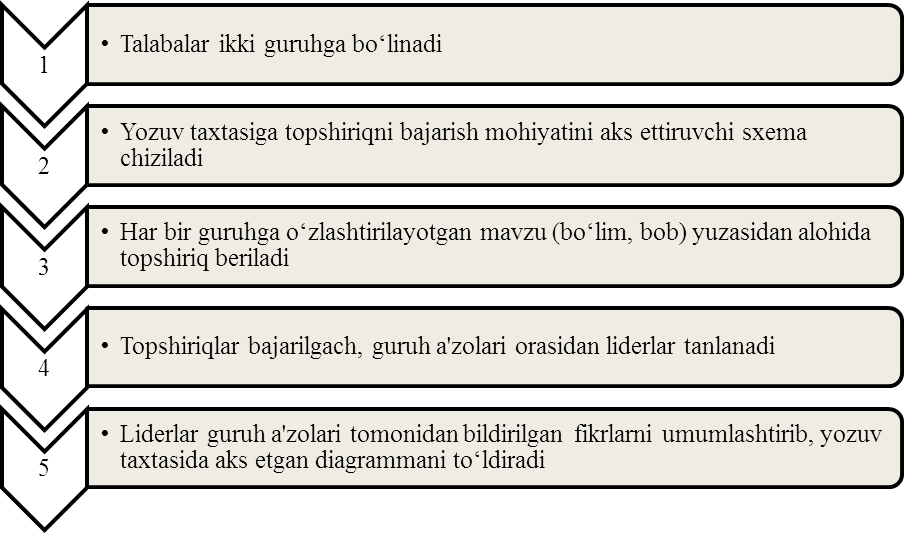 1
• Talabalar ikki guruhga bo‘linadi
2
• Yozuv taxtasiga topshiriqni bajarish mohiyatini aks ettiruvchi sxema
chiziladi
3
• Har bir guruhga o‘zlashtirilayotgan mavzu (bo‘lim, bob) yuzasidan alohida
topshiriq beriladi
4
• Topshiriqlar bajarilgach, guruh a'zolari orasidan liderlar tanlanadi
5
• Liderlar guruh a'zolari tomonidan bildirilgan fikrlarni umumlashtirib, yozuv
taxtasida aks etgan diagrammani to‘ldiradi